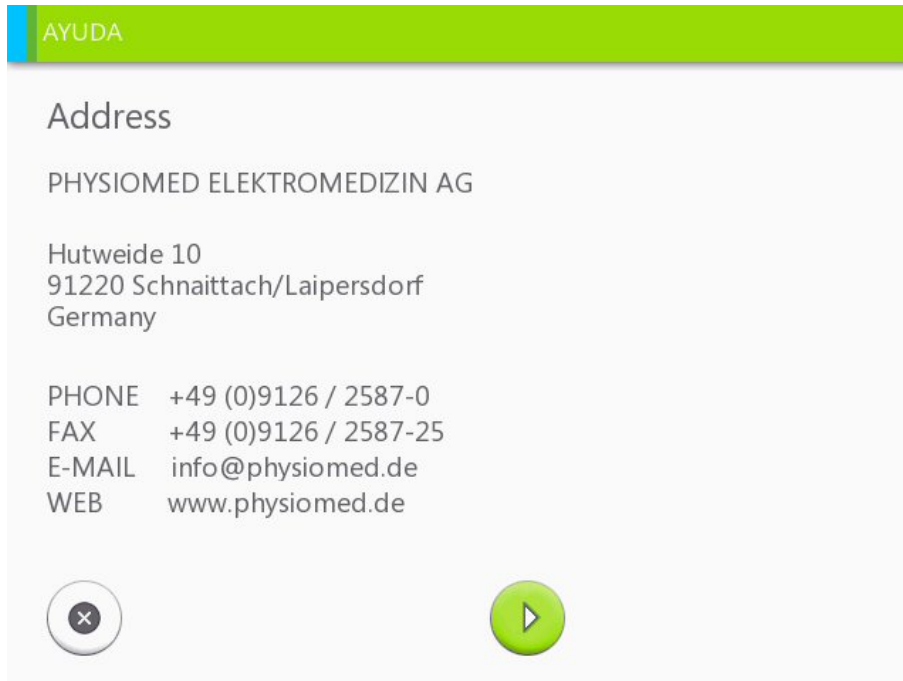 AYUDA
Address
PHYSIOMED ELEKTROMEDIZIN AG
Hutweide 10
91220 Schnaittach/Laipersdorf
Germany
PHONE +49 (0)9126 / 2587-0
FAX +49 (0)9126 / 2587-25
E-MAIL info@physiomed.de
WEB www.physiomed.de